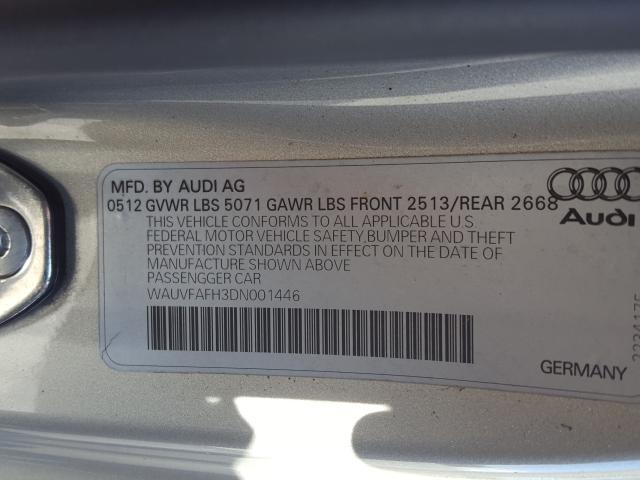 MFD. BY AUDI AG
0512 GVWR LBS 5071 GAWR LBS FRONT 2513/REAR 2668
THIS VEHICLE CONFORMS TO ALL APPLICABLE U.S
FEDERAL MOTOR VEHICLE SAFETY,BUMPER AND THEFT
PREVENTION STANDARDS IN EFFECT ON THE DATE OF
MANUFACTURE SHOWN ABOVE
PASSENGER CAR
WAUVFAFH3DN001446
Audi
GERMANY